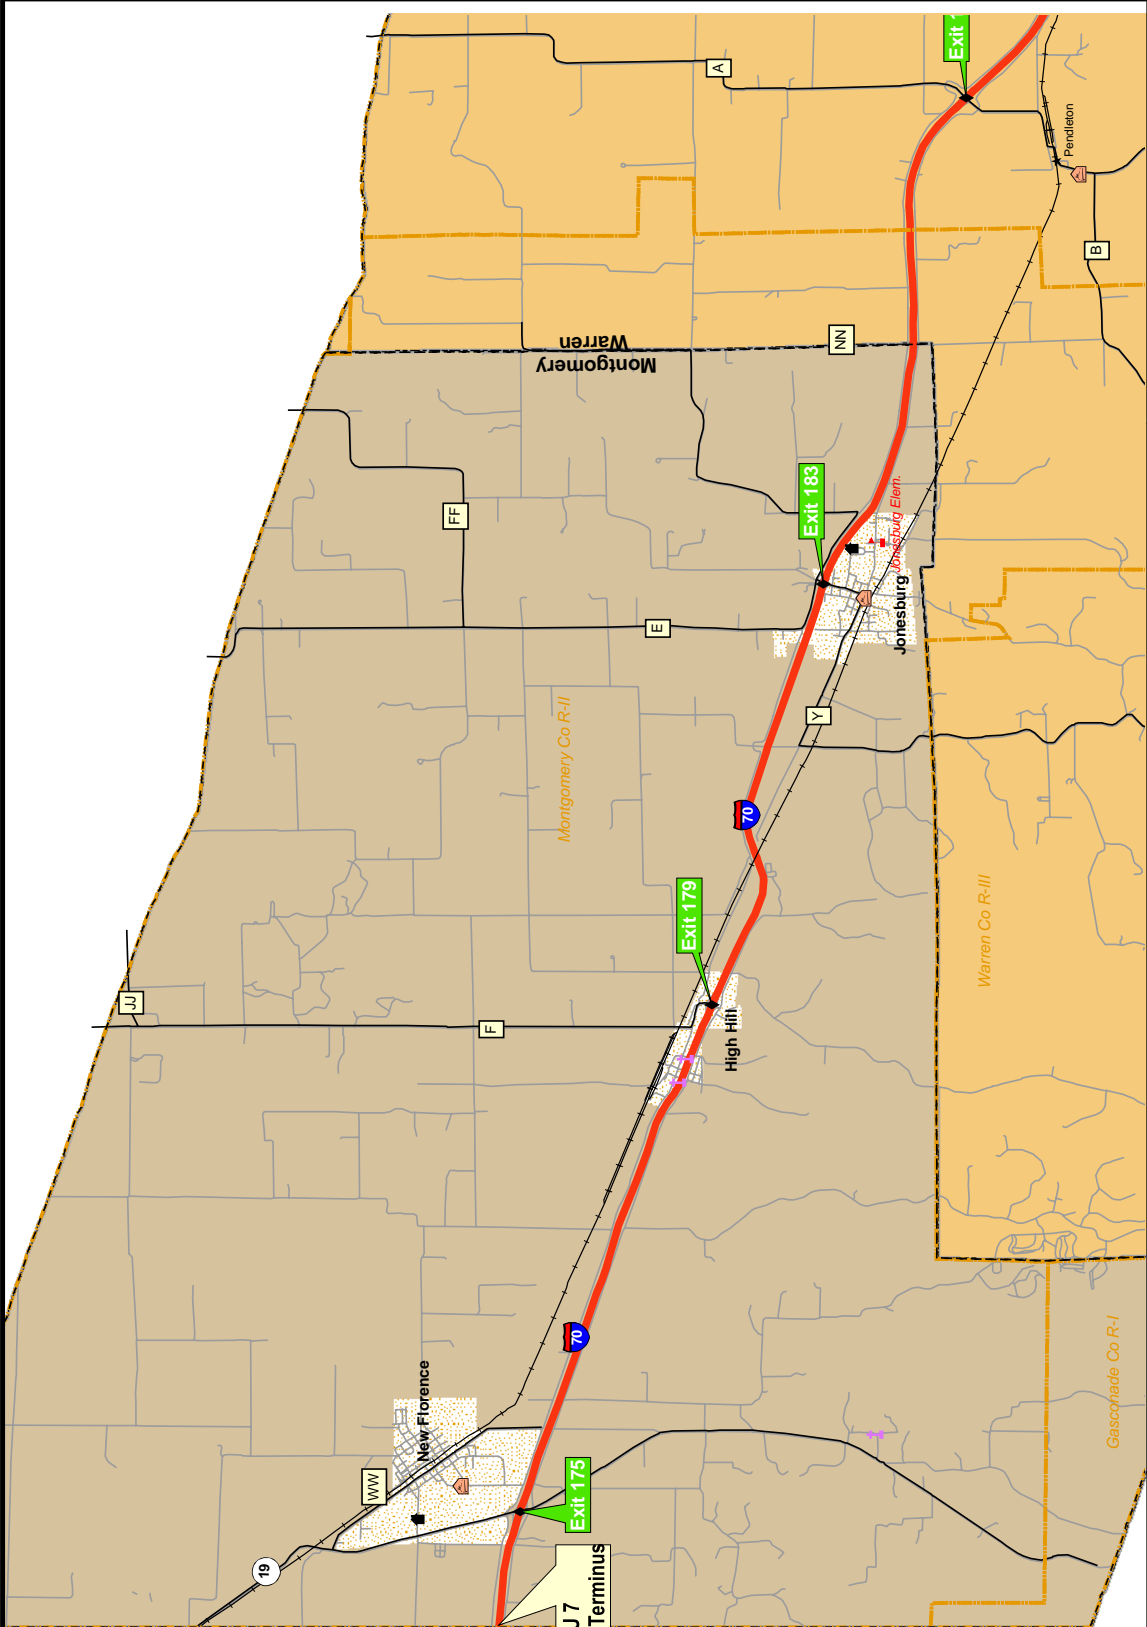 Exit
A
Pendleton
B
Warren
Montgomery
NN
FF
Exit 183
Jonesburg Elem.
Jonesburg
E
Y
Montgomery Co R-II
70
Exit 179
Warren Co R-III
JJ
F
High Hill
70
New Florence
WW
Exit 175
19
Gasconade Co R-I
J 7
Terminus